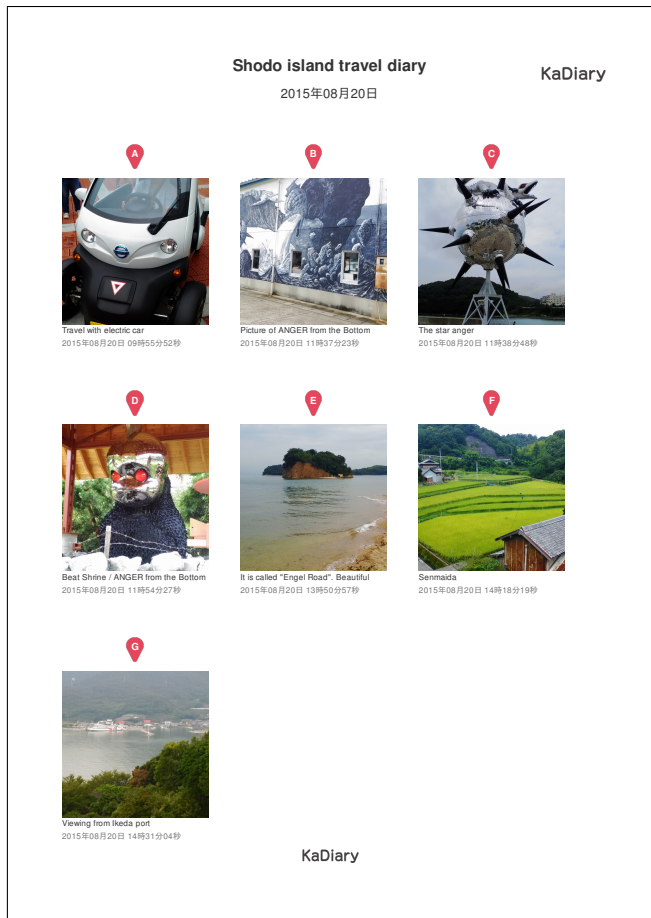 Shodo island travel diary
KaDiary
2015年08月20日
A
B
C
Travel with electric car
Picture of ANGER from the Bottom
The star anger
2015年08月20日 09時55分52秒
2015年08月20日 11時37分23秒
2015年08月20日 11時38分48秒
D
E
F
Beat Shrine / ANGER from the Bottom
It is called "Engel Road". Beautiful
Senmaida
2015年08月20日 11時54分27秒
2015年08月20日 13時50分57秒
2015年08月20日 14時18分19秒
G
Viewing from Ikeda port
2015年08月20日 14時31分04秒
KaDiary